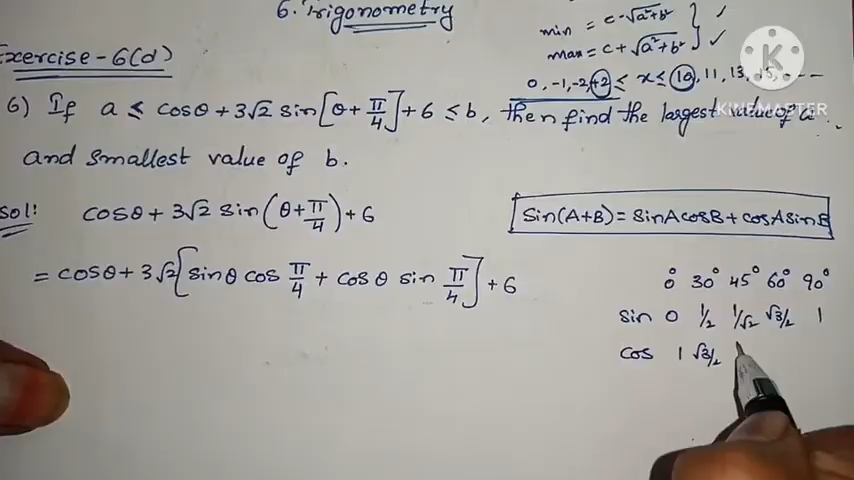 6. Trigonometry
min = c - √a²+b²
max = c + √a²+b²
Exercise - 6(d)
0, -1, -2, +2 ≤ x ≤ 10, 11, 13, 15, ----
K
KINEMASTER
6) If a ≤ cosθ + 3√2 sin[θ + π/4] + 6 ≤ b, then find the largest value of a
and smallest value of b.
Sol:
cosθ + 3√2 sin(θ + π/4) + 6
Sin(A+B) = sinA cosB + cosA sinB
= cosθ + 3√2[sinθ cos π/4 + cosθ sin π/4] + 6
0° 30° 45° 60° 90°
sin 0 1/2 1/√2 √3/2 1
cos 1 √3/2